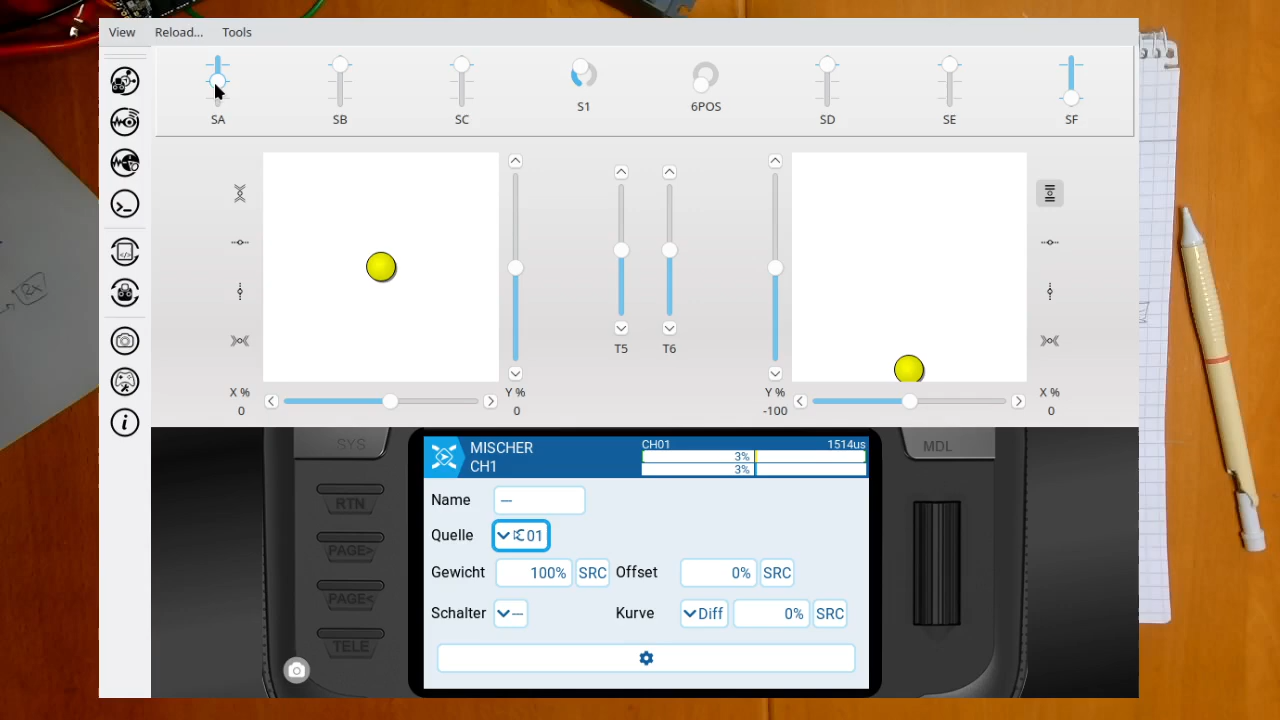 View Reload... Tools
SA SB SC S1 6POS SD SE SF
T5 T6
X % Y % Y % X %
0 0 -100 0
SYS MDL
RTN
PAGE>
PAGE<
TELE
MISCHER CH01 1514us
CH1 3%
3%
Name ---
Quelle 01
Gewicht 100% SRC Offset 0% SRC
Schalter --- Kurve Diff 0% SRC